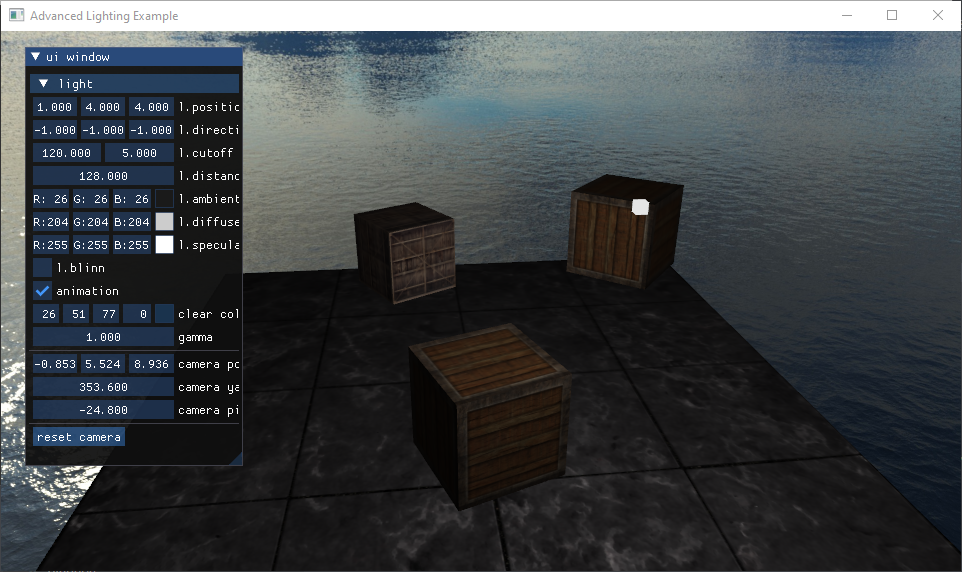 Advanced Lighting Example
ui window
light
1.000 4.000 4.000 l.positio
-1.000 -1.000 -1.000 l.directi
120.000 5.000 l.cutoff
128.000 l.distanc
R: 26 G: 26 B: 26 l.ambient
R:204 G:204 B:204 l.diffuse
R:255 G:255 B:255 l.specula
l.blinn
animation
26 51 77 0 clear col
1.000 gamma
-0.853 5.524 8.936 camera po
353.600 camera ya
-24.800 camera pi
reset camera